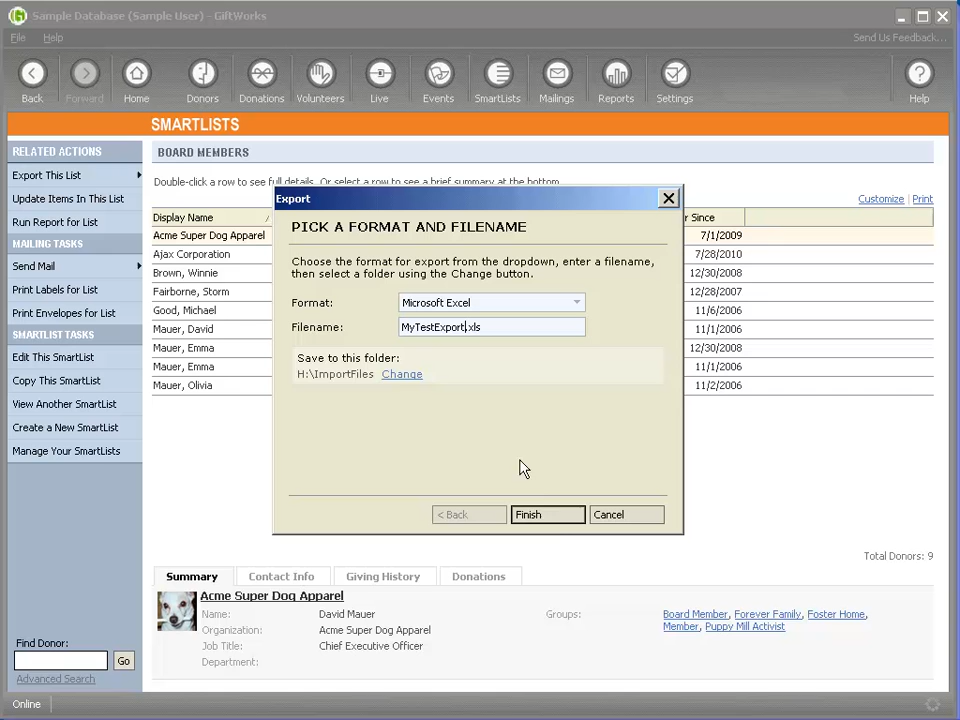 Sample Database (Sample User) - GiftWorks
File Help Send Us Feedback...
Back Forward Home Donors Donations Volunteers Live Events SmartLists Mailings Reports Settings Help
SMARTLISTS
RELATED ACTIONS
Export This List
Update Items In This List
Run Report for List
MAILING TASKS
Send Mail
Print Labels for List
Print Envelopes for List
SMARTLIST TASKS
Edit This SmartList
Copy This SmartList
View Another SmartList
Create a New SmartList
Manage Your SmartLists
Find Donor:
Go
Advanced Search
BOARD MEMBERS
Double-click a row to see full details. Or select a row to see a brief summary at the bottom.
Customize | Print
Display Name r Since
Acme Super Dog Apparel 7/1/2009
Ajax Corporation 7/28/2010
Brown, Winnie 12/30/2008
Fairborne, Storm 12/28/2007
Good, Michael 11/6/2006
Mauer, David 11/1/2006
Mauer, Emma 12/30/2008
Mauer, Emma 11/1/2006
Mauer, Olivia 11/2/2006
Export
PICK A FORMAT AND FILENAME
Choose the format for export from the dropdown, enter a filename,
then select a folder using the Change button.
Format: Microsoft Excel
Filename: MyTestExport.xls
Save to this folder:
H:\ImportFiles Change
< Back Finish Cancel
Total Donors: 9
Summary Contact Info Giving History Donations
Acme Super Dog Apparel
Name: David Mauer
Organization: Acme Super Dog Apparel
Job Title: Chief Executive Officer
Department:
Groups: Board Member, Forever Family, Foster Home,
Member, Puppy Mill Activist
Online